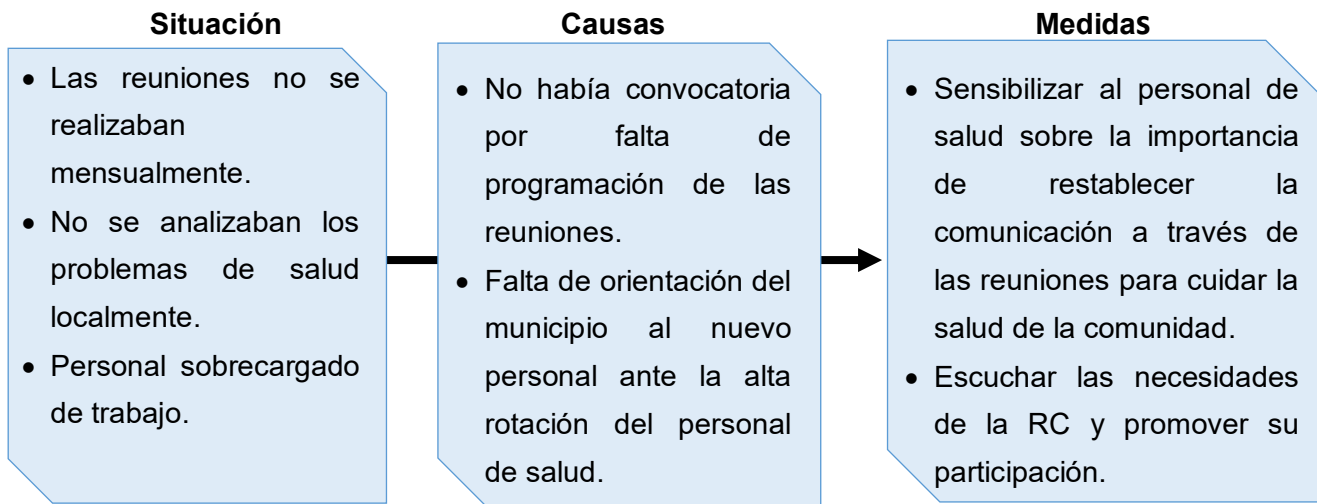 Situación
Las reuniones no se
realizaban
mensualmente.
No se analizaban los
problemas de salud
localmente.
Personal sobrecargado
de trabajo.
Causas
No había convocatoria
por falta de
programación de las
reuniones.
Falta de orientación del
municipio al nuevo
personal ante la alta
rotación del personal
de salud.
Medidas
Sensibilizar al personal de
salud sobre la importancia
de restablecer la
comunicación a través de
las reuniones para cuidar la
salud de la comunidad.
Escuchar las necesidades
de la RC y promover su
participación.